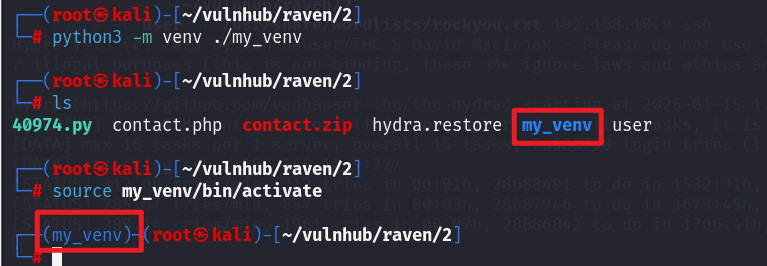 ┌──(root㉿kali)-[~/vulnhub/raven/2]
└─# python3 -m venv ./my_venv
┌──(root㉿kali)-[~/vulnhub/raven/2]
└─# ls
40974.py contact.php contact.zip hydra.restore my_venv user
┌──(root㉿kali)-[~/vulnhub/raven/2]
└─# source my_venv/bin/activate
┌──(my_venv)─(root㉿kali)-[~/vulnhub/raven/2]
└─#